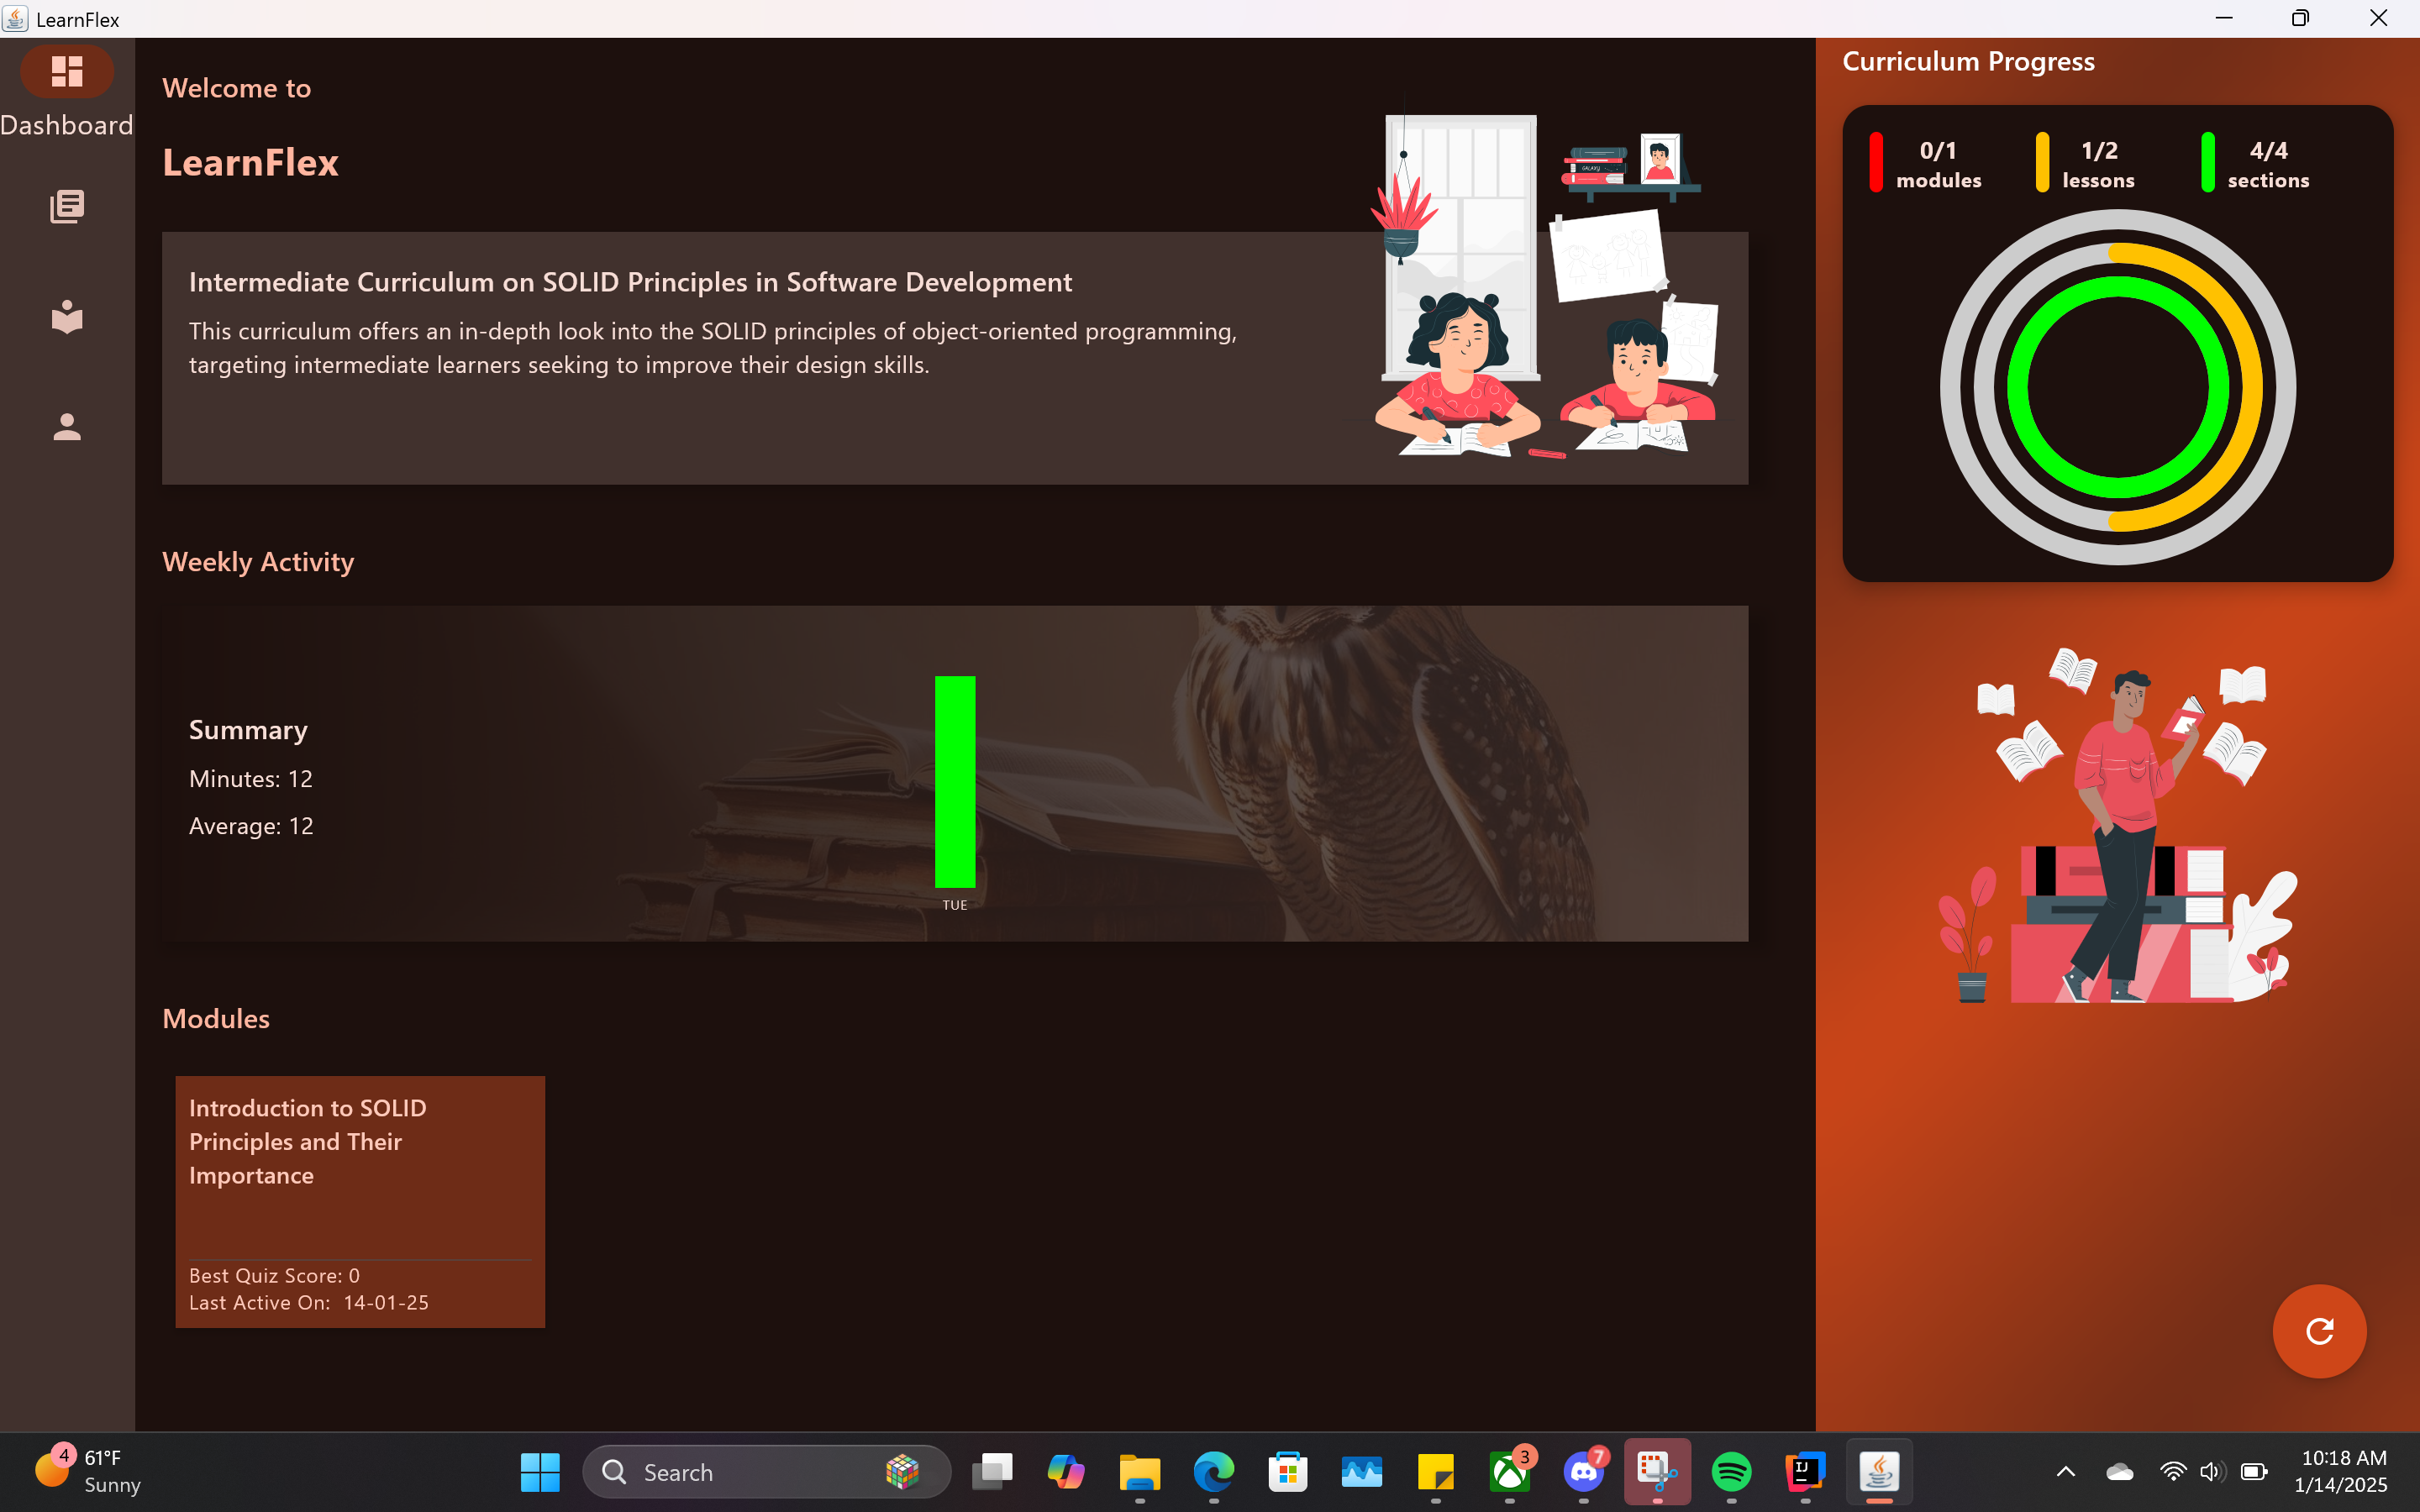 LearnFlex
Dashboard
Welcome to
LearnFlex
Intermediate Curriculum on SOLID Principles in Software Development
This curriculum offers an in-depth look into the SOLID principles of object-oriented programming,
targeting intermediate learners seeking to improve their design skills.
Weekly Activity
Summary
Minutes: 12
Average: 12
TUE
Modules
Introduction to SOLID
Principles and Their
Importance
Best Quiz Score: 0
Last Active On: 14-01-25
Curriculum Progress
0/1
modules
1/2
lessons
4/4
sections
4
61°F
Sunny
Search
3
7
IJ
10:18 AM
1/14/2025